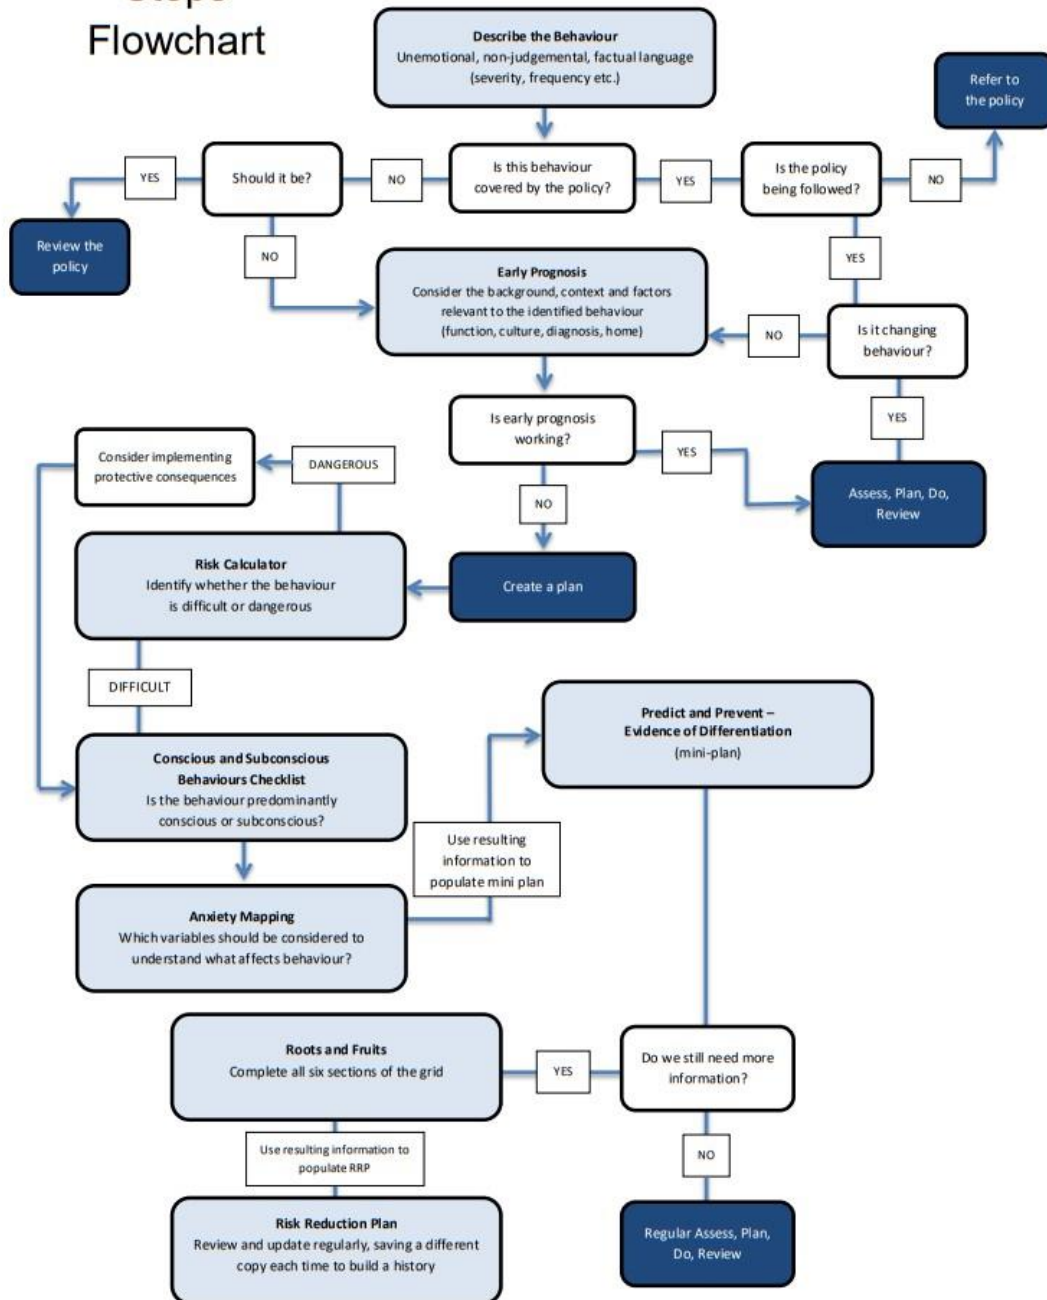 Steps
Flowchart
Describe the Behaviour
Unemotional, non-judgemental, factual language
(severity, frequency etc.)
Refer to
the policy
YES
Should it be?
NO
Is this behaviour
covered by the policy?
YES
Is the policy
being followed?
NO
Review the
policy
NO
YES
Early Prognosis
Consider the background, context and factors
relevant to the identified behaviour
(function, culture, diagnosis, home)
NO
Is it changing
behaviour?
Is early prognosis
working?
YES
YES
Consider implementing
protective consequences
DANGEROUS
NO
Assess, Plan, Do,
Review
Risk Calculator
Identify whether the behaviour
is difficult or dangerous
Create a plan
DIFFICULT
Predict and Prevent –
Evidence of Differentiation
(mini-plan)
Conscious and Subconscious
Behaviours Checklist
Is the behaviour predominantly
conscious or subconscious?
Use resulting
information to
populate mini plan
Anxiety Mapping
Which variables should be considered to
understand what affects behaviour?
Roots and Fruits
Complete all six sections of the grid
YES
Do we still need more
information?
Use resulting information to
populate RRP
NO
Risk Reduction Plan
Review and update regularly, saving a different
copy each time to build a history
Regular Assess, Plan,
Do, Review